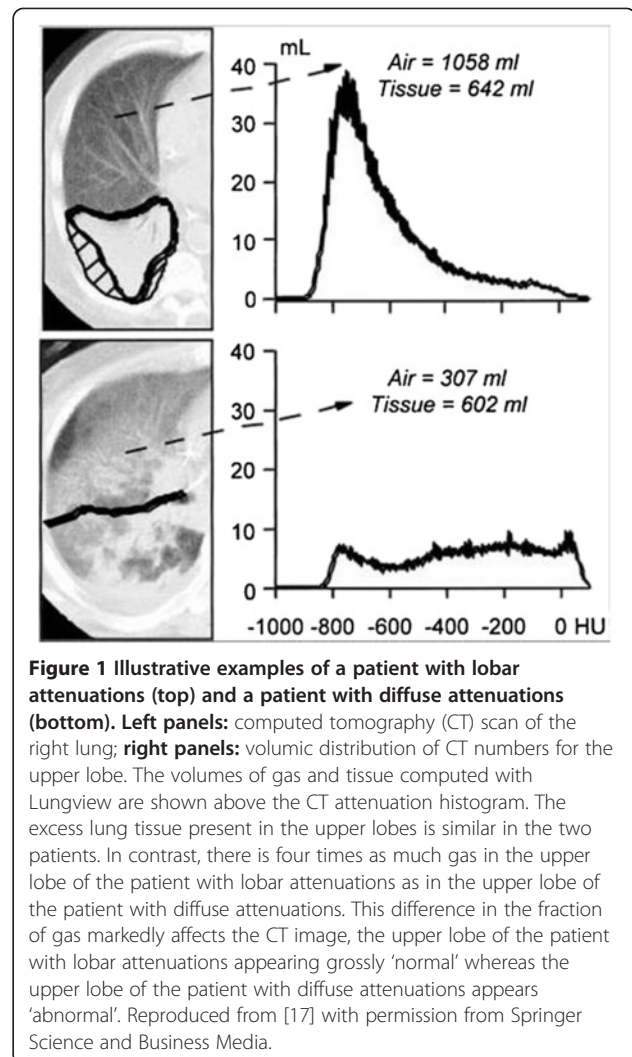 mL
40
30
20
10
0
Air = 1058 ml
Tissue = 642 ml
-800 -600 -400 -200
40
30
20
10
0
Air = 307 ml
Tissue = 602 ml
-1000 -800 -600 -400 -200 0 HU
Figure 1 Illustrative examples of a patient with lobar
attenuations (top) and a patient with diffuse attenuations
(bottom). Left panels: computed tomography (CT) scan of the
right lung; right panels: volumic distribution of CT numbers for the
upper lobe. The volumes of gas and tissue computed with
Lungview are shown above the CT attenuation histogram. The
excess lung tissue present in the upper lobes is similar in the two
patients. In contrast, there is four times as much gas in the upper
lobe of the patient with lobar attenuations as in the upper lobe of
the patient with diffuse attenuations. This difference in the fraction
of gas markedly affects the CT image, the upper lobe of the patient
with lobar attenuations appearing grossly ‘normal’ whereas the
upper lobe of the patient with diffuse attenuations appears
‘abnormal’. Reproduced from [17] with permission from Springer
Science and Business Media.